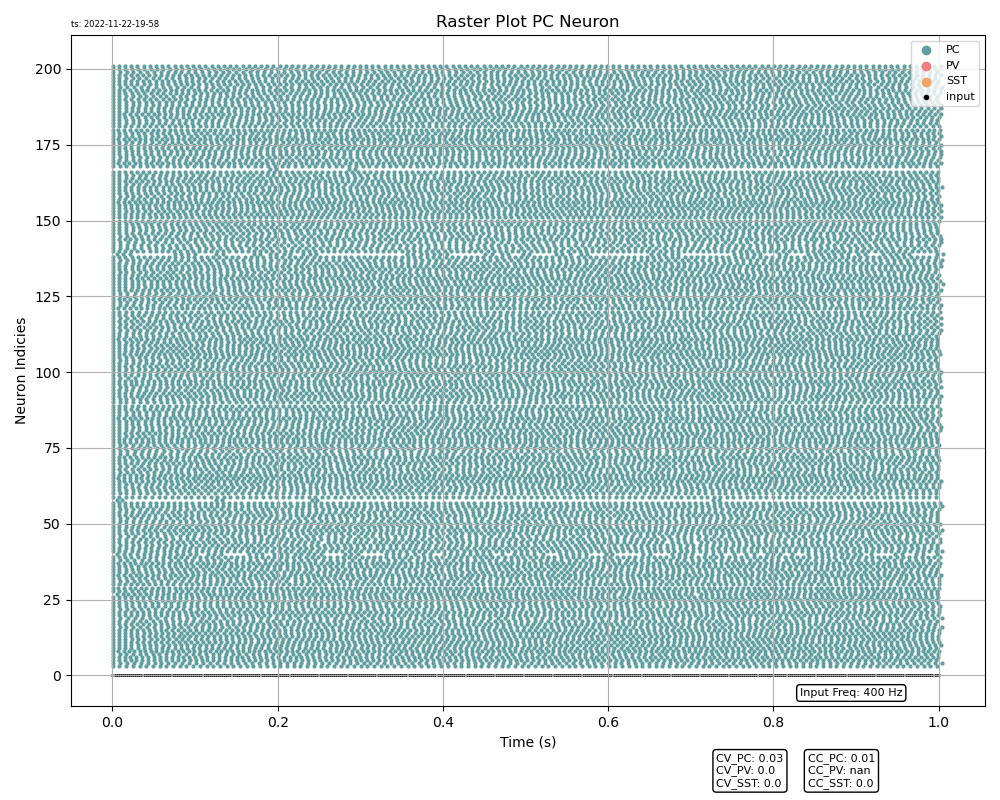 ts: 2022-11-22-19-58
Raster Plot PC Neuron
PC
PV
SST
input
200
175
150
125
100
75
50
25
0
Neuron Indicies
Input Freq: 400 Hz
0.0 0.2 0.4 0.6 0.8 1.0
Time (s)
CV_PC: 0.03
CV_PV: 0.0
CV_SST: 0.0
CC_PC: 0.01
CC_PV: nan
CC_SST: 0.0